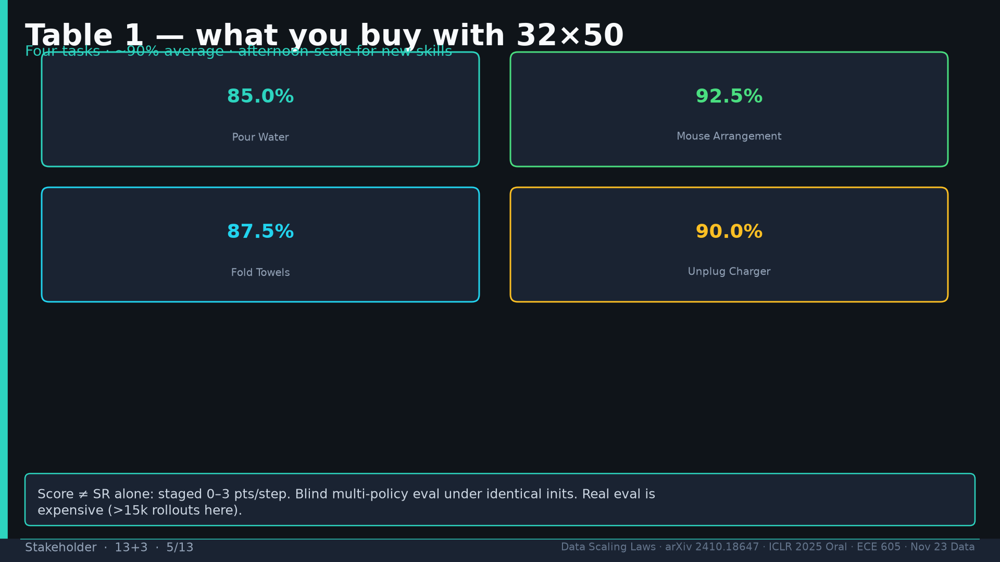 Table 1 — what you buy with 32×50
Four tasks · ~90% average · afternoon-scale for new skills
85.0%
Pour Water
92.5%
Mouse Arrangement
87.5%
Fold Towels
90.0%
Unplug Charger
Score ≠ SR alone: staged 0–3 pts/step. Blind multi-policy eval under identical inits. Real eval is
expensive (>15k rollouts here).
Stakeholder · 13+3 · 5/13
Data Scaling Laws · arXiv 2410.18647 · ICLR 2025 Oral · ECE 605 · Nov 23 Data